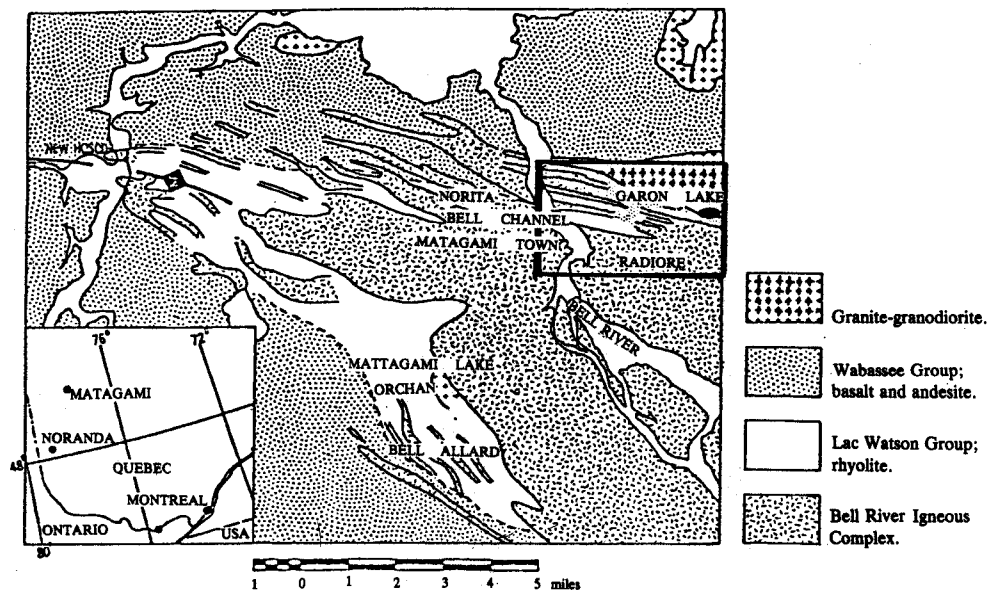 NEW HOSCO
NORITA
GARON LAKE
BELL CHANNEL
MATAGAMI TOWN
RADIORE
BELL RIVER
MATTAGAMI LAKE
ORCHAN
BELL ALLARD
76°
72°
MATAGAMI
NORANDA
48°
QUEBEC
MONTREAL
ONTARIO
USA
80
1 0 1 2 3 4 5 miles
Granite-granodiorite.
Wabassee Group;
basalt and andesite.
Lac Watson Group;
rhyolite.
Bell River Igneous
Complex.